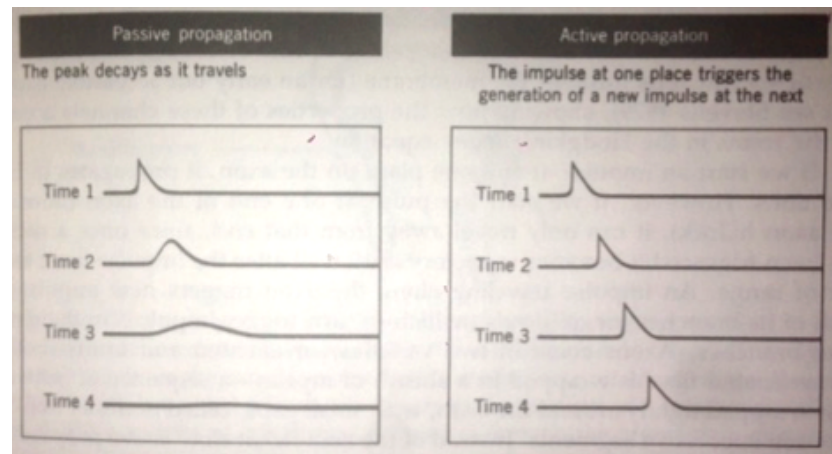 Passive propagation
The peak decays as it travels
Time 1
Time 2
Time 3
Time 4
Active propagation
The impulse at one place triggers the
generation of a new impulse at the next
Time 1
Time 2
Time 3
Time 4